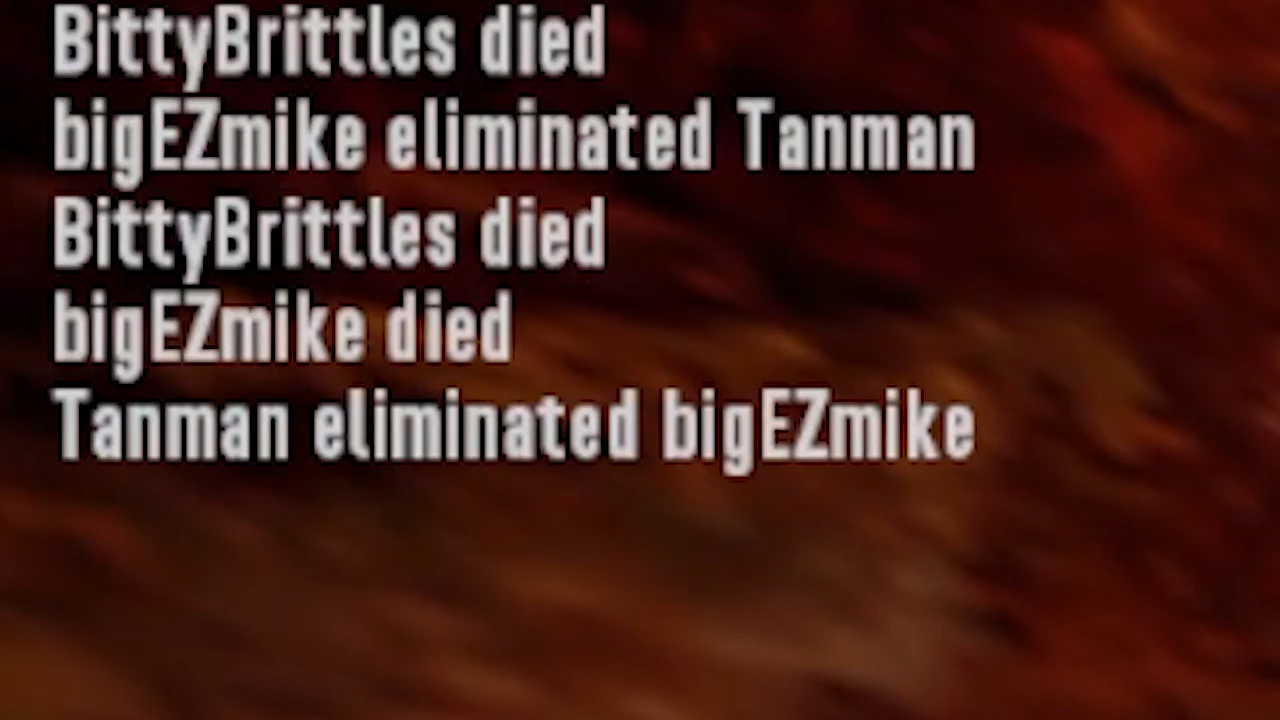 BittyBrittles died
bigEZmike eliminated Tanman
BittyBrittles died
bigEZmike died
Tanman eliminated bigEZmike